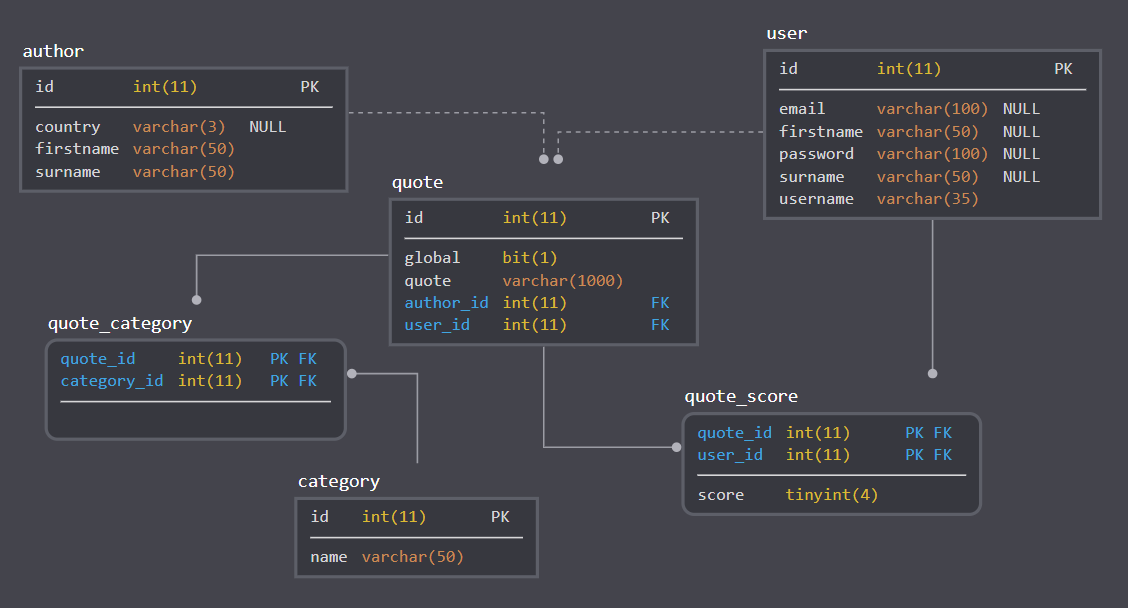 author
id int(11) PK
country varchar(3) NULL
firstname varchar(50)
surname varchar(50)
user
id int(11) PK
email varchar(100) NULL
firstname varchar(50) NULL
password varchar(100) NULL
surname varchar(50) NULL
username varchar(35)
quote
id int(11) PK
global bit(1)
quote varchar(1000)
author_id int(11) FK
user_id int(11) FK
quote_category
quote_id int(11) PK FK
category_id int(11) PK FK
quote_score
quote_id int(11) PK FK
user_id int(11) PK FK
score tinyint(4)
category
id int(11) PK
name varchar(50)